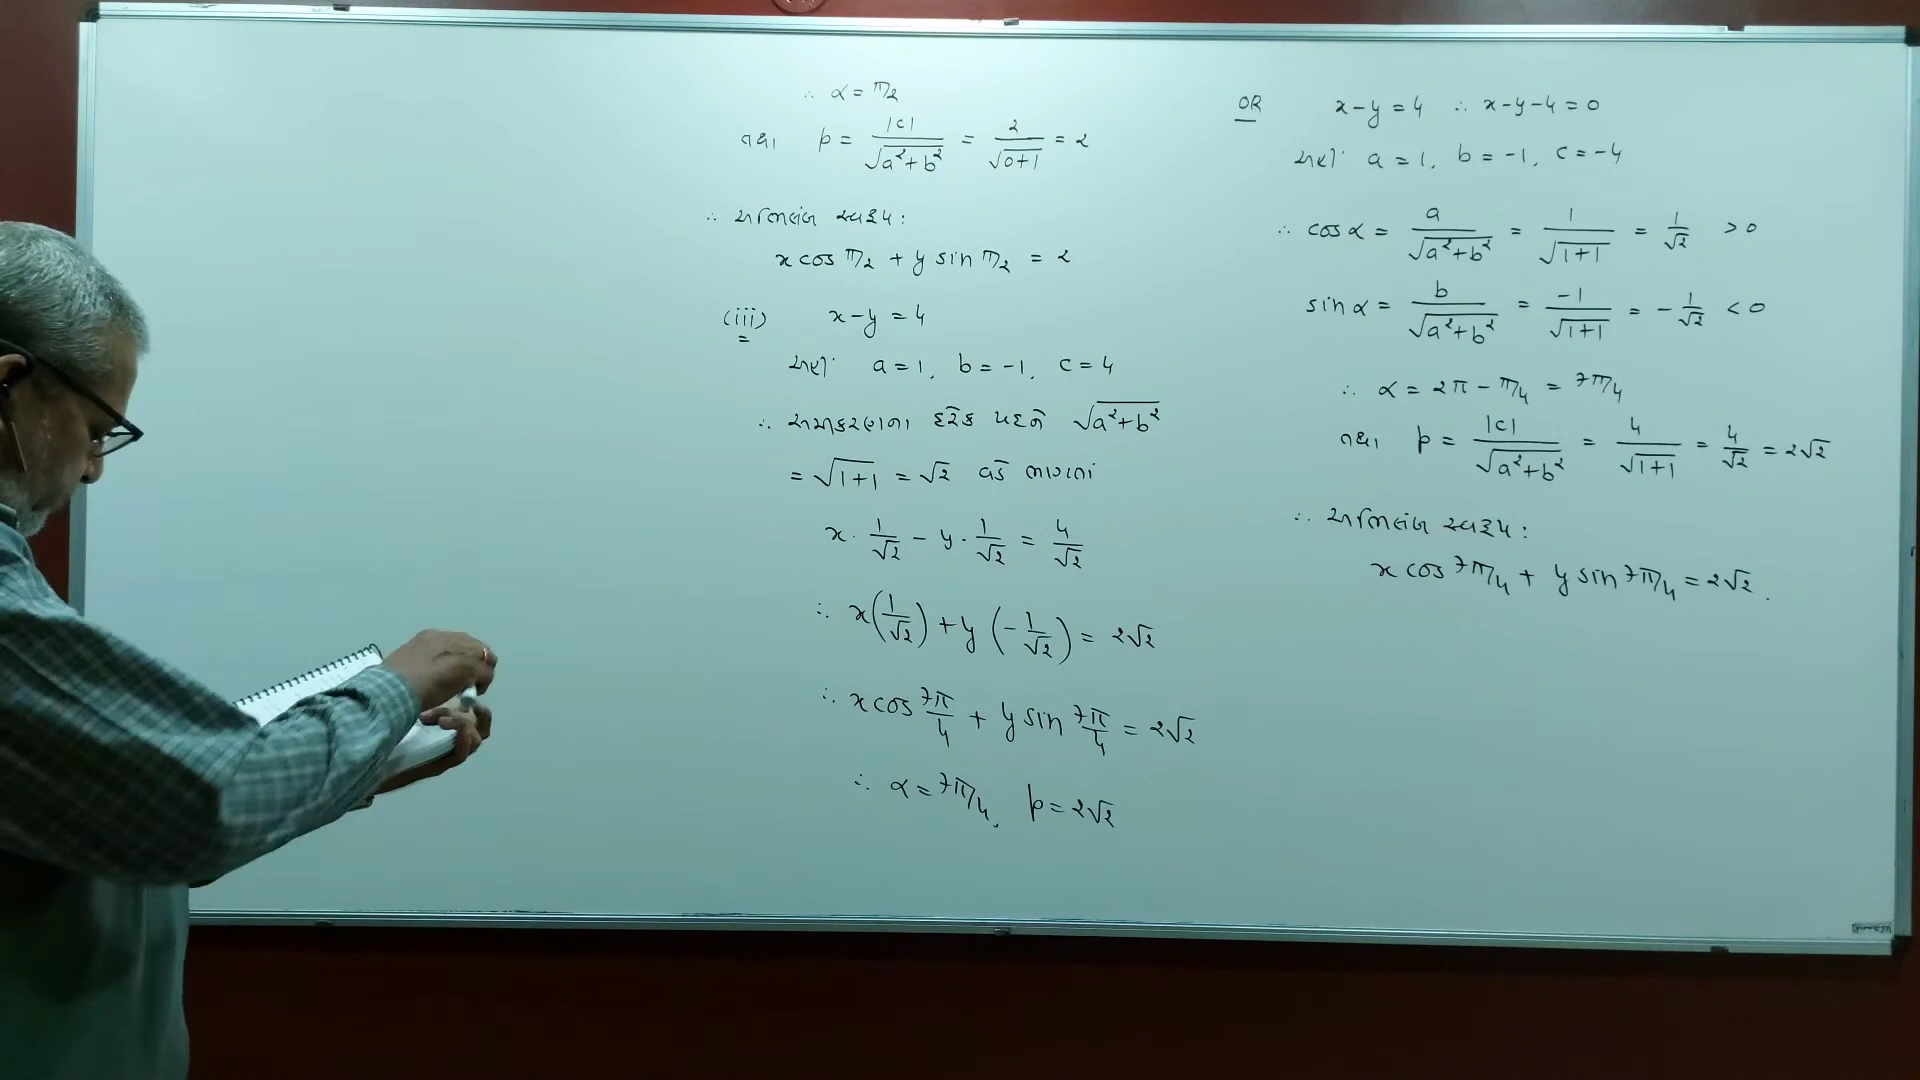 ∴ α = π/2
તથા p = |c| / √(a²+b²) = 2 / √(0+1) = 2
∴ અભિલંબ સ્વરૂપ :
x cos π/2 + y sin π/2 = 2
(iii) x - y = 4
અહીં a = 1, b = -1, c = 4
∴ સમીકરણના દરેક પદને √(a²+b²)
= √(1+1) = √2 વડે ભાગતાં
x · 1/√2 - y · 1/√2 = 4/√2
∴ x(1/√2) + y(-1/√2) = 2√2
∴ x cos 7π/4 + y sin 7π/4 = 2√2
∴ α = 7π/4, p = 2√2
OR x - y = 4 ∴ x - y - 4 = 0
અહીં a = 1, b = -1, c = -4
∴ cos α = a / √(a²+b²) = 1 / √(1+1) = 1/√2 > 0
sin α = b / √(a²+b²) = -1 / √(1+1) = -1/√2 < 0
∴ α = 2π - π/4 = 7π/4
તથા p = |c| / √(a²+b²) = 4 / √(1+1) = 4/√2 = 2√2
∴ અભિલંબ સ્વરૂપ :
x cos 7π/4 + y sin 7π/4 = 2√2.